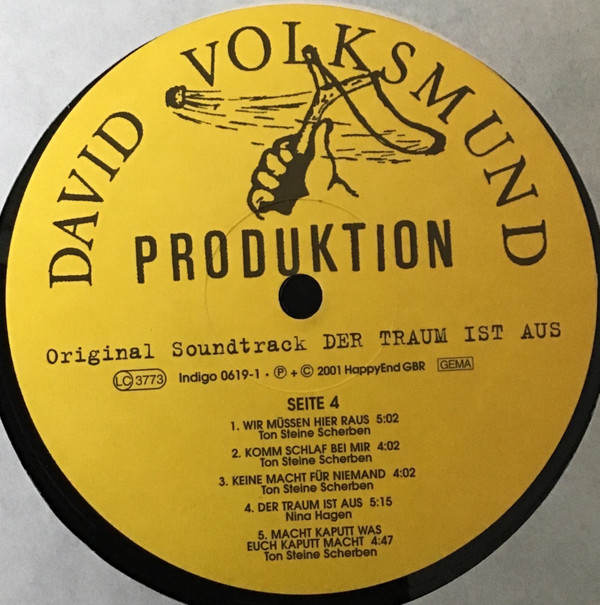 DAVID VOLKSMUND
PRODUKTION
Original Soundtrack DER TRAUM IST AUS
LC 3773 Indigo 0619-1 · ℗ + © 2001 HappyEnd GBR GEMA
SEITE 4
1. WIR MÜSSEN HIER RAUS 5:02
Ton Steine Scherben
2. KOMM SCHLAF BEI MIR 4:02
Ton Steine Scherben
3. KEINE MACHT FÜR NIEMAND 4:02
Ton Steine Scherben
4. DER TRAUM IST AUS 5:15
Nina Hagen
5. MACHT KAPUTT WAS
EUCH KAPUTT MACHT 4:47
Ton Steine Scherben